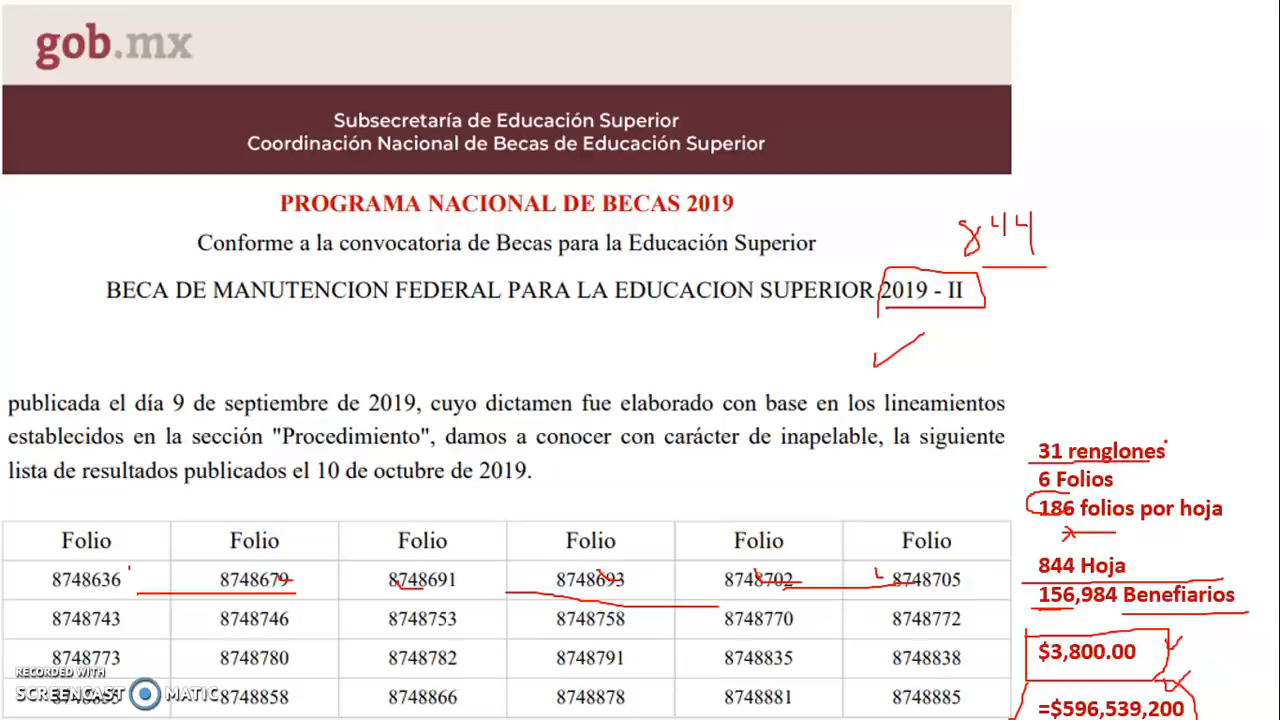 gob.mx
Subsecretaría de Educación Superior
Coordinación Nacional de Becas de Educación Superior
PROGRAMA NACIONAL DE BECAS 2019
Conforme a la convocatoria de Becas para la Educación Superior
844
BECA DE MANUTENCION FEDERAL PARA LA EDUCACION SUPERIOR 2019 - II
publicada el día 9 de septiembre de 2019, cuyo dictamen fue elaborado con base en los lineamientos
establecidos en la sección "Procedimiento", damos a conocer con carácter de inapelable, la siguiente
lista de resultados publicados el 10 de octubre de 2019.
31 renglones
6 Folios
186 folios por hoja
844 Hoja
156,984 Benefiarios
$3,800.00
=$596,539,200
Folio Folio Folio Folio Folio Folio
8748636 8748679 8748691 8748693 8748702 8748705
8748743 8748746 8748753 8748758 8748770 8748772
8748773 8748780 8748782 8748791 8748835 8748838
8748858 8748866 8748878 8748881 8748885
RECORDED WITH
SCREENCAST MATIC